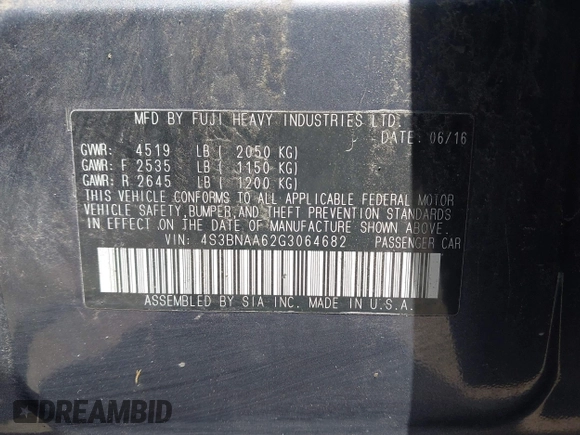 MFD BY FUJI HEAVY INDUSTRIES LTD.
DATE: 06/16
GVWR: 4519 LB ( 2050 KG)
GAWR: F 2535 LB ( 1150 KG)
GAWR: R 2645 LB ( 1200 KG)
THIS VEHICLE CONFORMS TO ALL APPLICABLE FEDERAL MOTOR
VEHICLE SAFETY, BUMPER, AND THEFT PREVENTION STANDARDS
IN EFFECT ON THE DATE OF MANUFACTURE SHOWN ABOVE.
VIN: 4S3BNAA62G3064682 PASSENGER CAR
ASSEMBLED BY SIA INC. MADE IN U.S.A.
DREAMBID